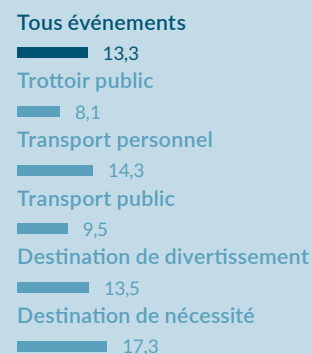 Tous événements
13,3
Trottoir public
8,1
Transport personnel
14,3
Transport public
9,5
Destination de divertissement
13,5
Destination de nécessité
17,3